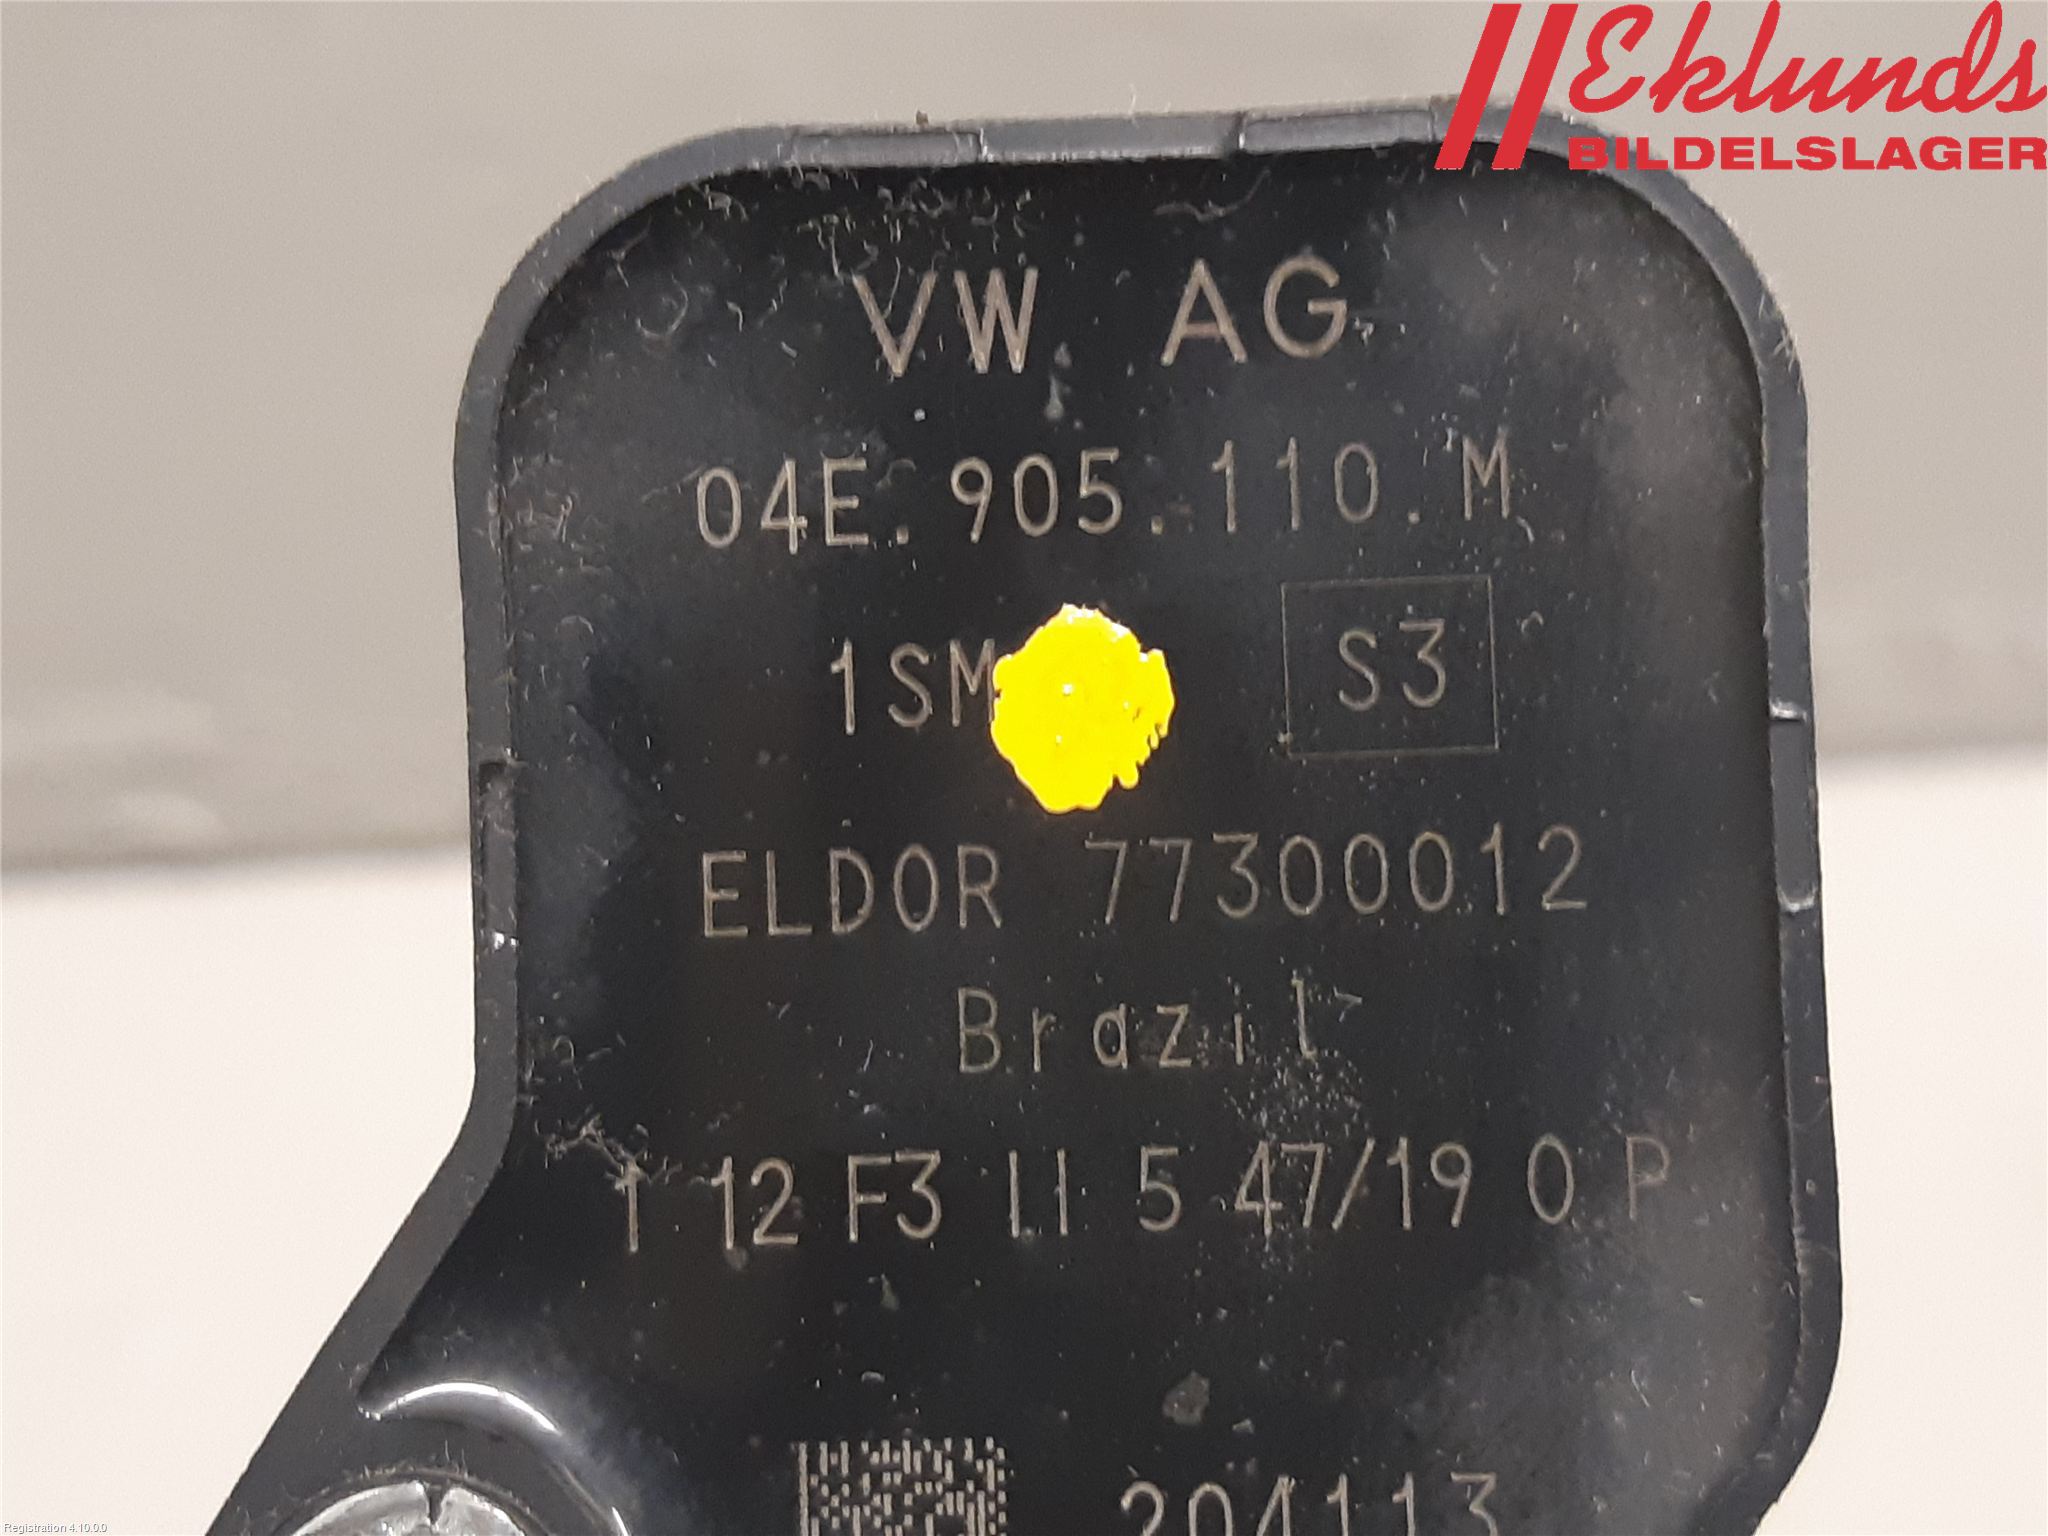 Eklunds
BILDELSLAGER
VW AG
04E.905.110.M
1SM S3
ELDOR 77300012
Brazil
1 12 F3 II 5 47/19 0 P
204113
Registration 4.10.0.0